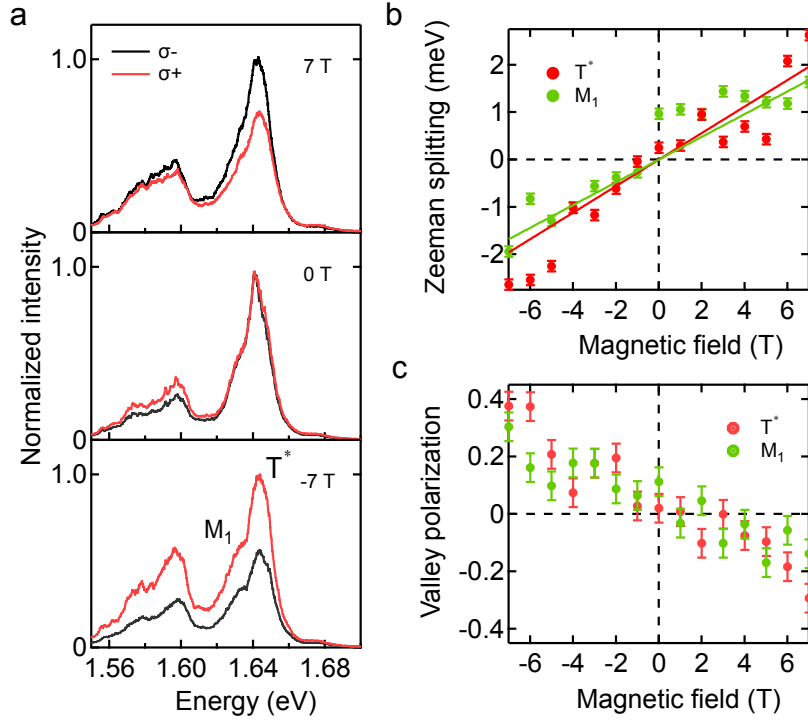 a
σ-
σ+
1.0
7 T
0
1.0
0 T
0
1.0
T*
-7 T
M1
0
1.56
1.60
1.64
1.68
Energy (eV)
Normalized intensity
b
T*
M1
2
1
0
-1
-2
-6
-4
-2
0
2
4
6
Magnetic field (T)
Zeeman splitting (meV)
c
T*
M1
0.4
0.2
0
-0.2
-0.4
-6
-4
-2
0
2
4
6
Magnetic field (T)
Valley polarization